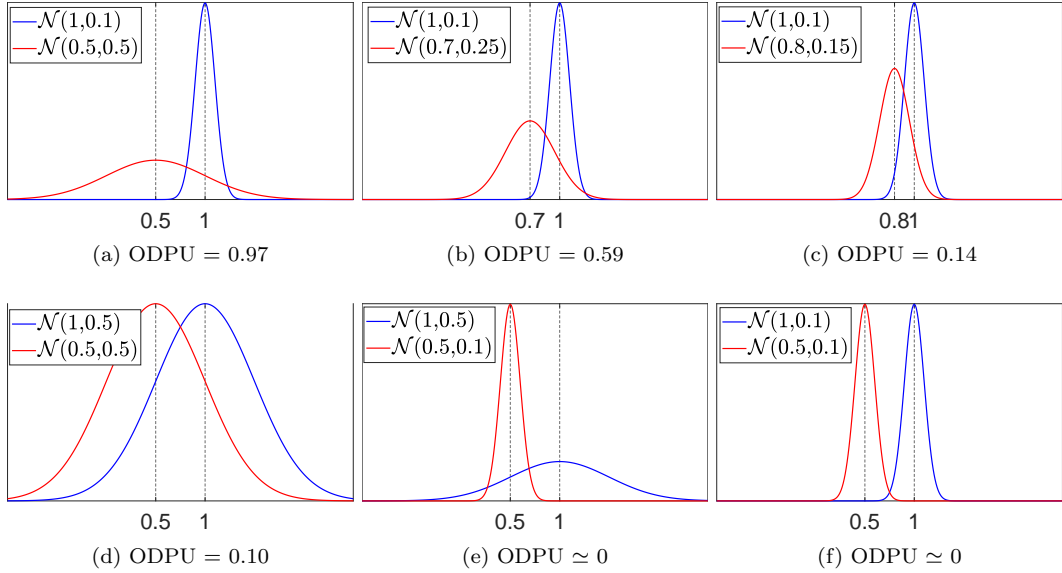 𝒩(1,0.1)
𝒩(0.5,0.5)
0.5 1
(a) ODPU = 0.97
𝒩(1,0.1)
𝒩(0.7,0.25)
0.7 1
(b) ODPU = 0.59
𝒩(1,0.1)
𝒩(0.8,0.15)
0.81
(c) ODPU = 0.14
𝒩(1,0.5)
𝒩(0.5,0.5)
0.5 1
(d) ODPU = 0.10
𝒩(1,0.5)
𝒩(0.5,0.1)
0.5 1
(e) ODPU ≃ 0
𝒩(1,0.1)
𝒩(0.5,0.1)
0.5 1
(f) ODPU ≃ 0